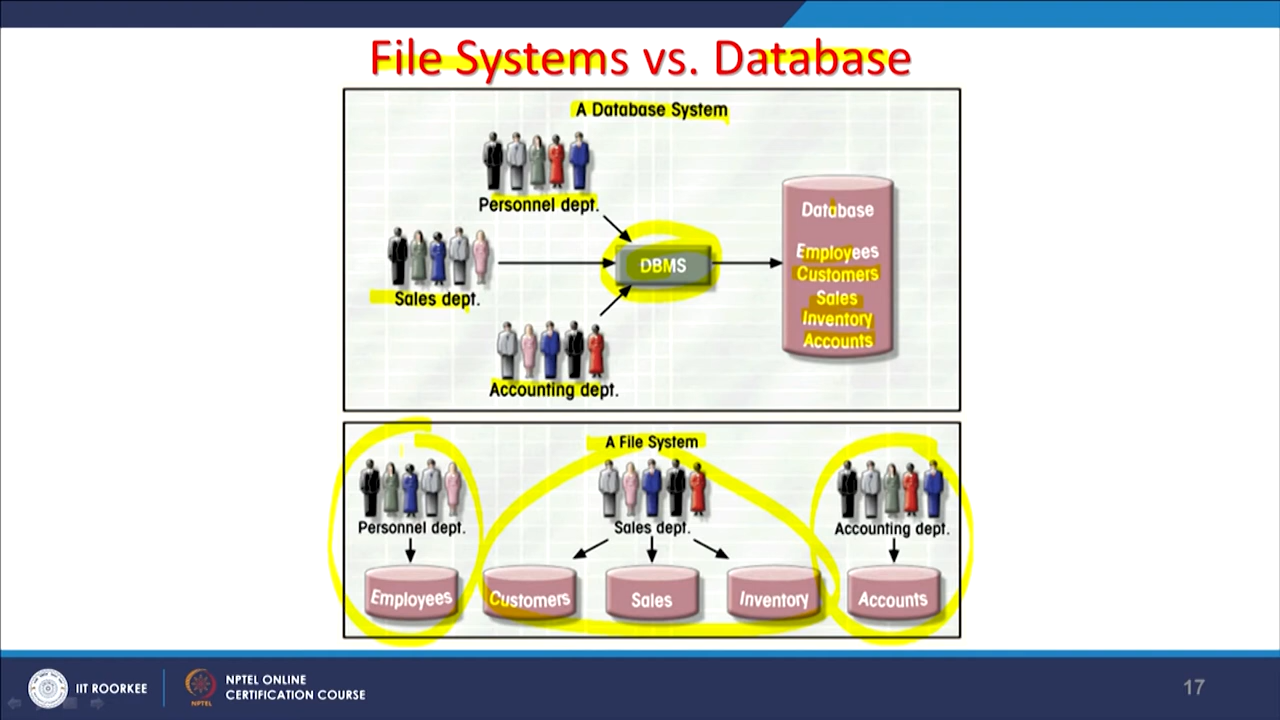 File Systems vs. Database
A Database System
Personnel dept.
Sales dept.
Accounting dept.
DBMS
Database
Employees
Customers
Sales
Inventory
Accounts
A File System
Personnel dept.
Sales dept.
Accounting dept.
Employees
Customers
Sales
Inventory
Accounts
IIT ROORKEE
NPTEL
NPTEL ONLINE
CERTIFICATION COURSE
17